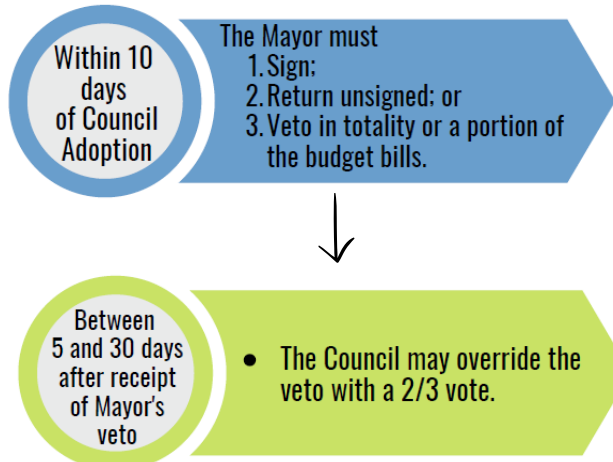 Within 10
days
of Council
Adoption
The Mayor must
1. Sign;
2. Return unsigned; or
3. Veto in totality or a portion of
the budget bills.
Between
5 and 30 days
after receipt
of Mayor's
veto
• The Council may override the
veto with a 2/3 vote.